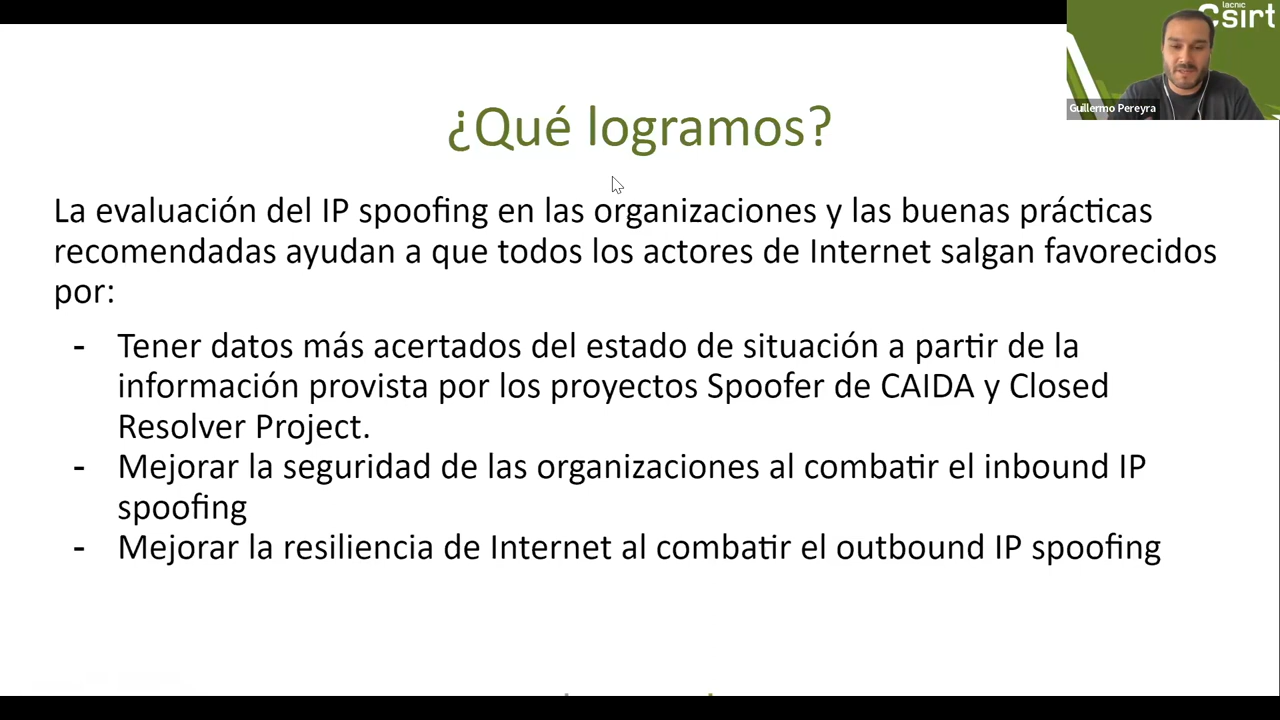 lacnic
Csirt
Guillermo Pereyra
¿Qué logramos?
La evaluación del IP spoofing en las organizaciones y las buenas prácticas
recomendadas ayudan a que todos los actores de Internet salgan favorecidos
por:
- Tener datos más acertados del estado de situación a partir de la
información provista por los proyectos Spoofer de CAIDA y Closed
Resolver Project.
- Mejorar la seguridad de las organizaciones al combatir el inbound IP
spoofing
- Mejorar la resiliencia de Internet al combatir el outbound IP spoofing